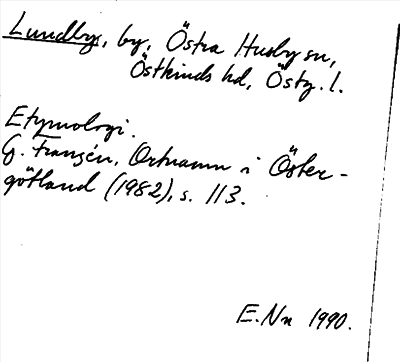 Lundby, by, Östra Husby sn,
Östkinds hd, Östg. l.
Etymologi.
G. Franzén, Ortnamn i Öster-
götland (1982), s. 113.
E.Nn 1990.